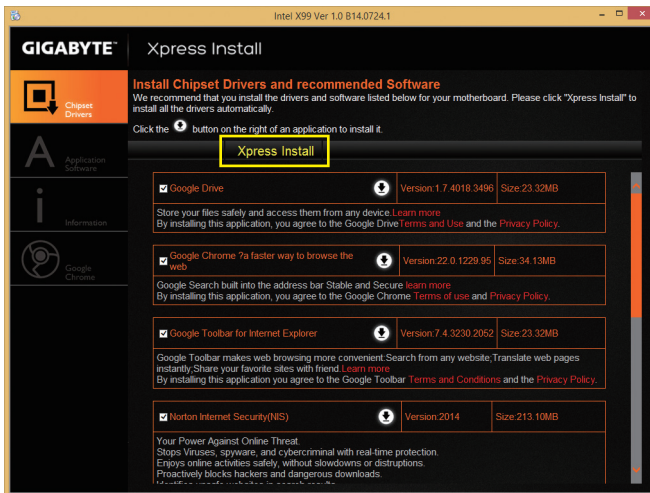 Intel X99 Ver 1.0 B14.0724.1
GIGABYTE™
Xpress Install
Chipset
Drivers
Application
Software
Information
Google
Chrome
Install Chipset Drivers and recommended Software
We recommend that you install the drivers and software listed below for your motherboard. Please click "Xpress Install" to
install all the drivers automatically.
Click the button on the right of an application to install it.
Xpress Install
Google Drive Version:1.7.4018.3496 Size:23.32MB
Store your files safely and access them from any device.Learn more
By installing this application, you agree to the Google DriveTerms and Use and the Privacy Policy.
Google Chrome ?a faster way to browse the
web Version:22.0.1229.95 Size:34.13MB
Google Search built into the address bar Stable and Secure learn more
By installing this application, you agree to the Google Chrome Terms of use and Privacy Policy.
Google Toolbar for Internet Explorer Version:7.4.3230.2052 Size:23.32MB
Google Toolbar makes web browsing more convenient:Search from any website;Translate web pages
instantly;Share your favorite sites with friend.Learn more
By installing this application you agree to the Google Toolbar Terms and Conditions and the Privacy Policy.
Norton Internet Security(NIS) Version:2014 Size:213.10MB
Your Power Against Online Threat.
Stops Viruses, spyware, and cybercriminal with real-time protection.
Enjoys online activities safely, without slowdowns or distruptions.
Proactively blocks hackers and dangerous downloads.